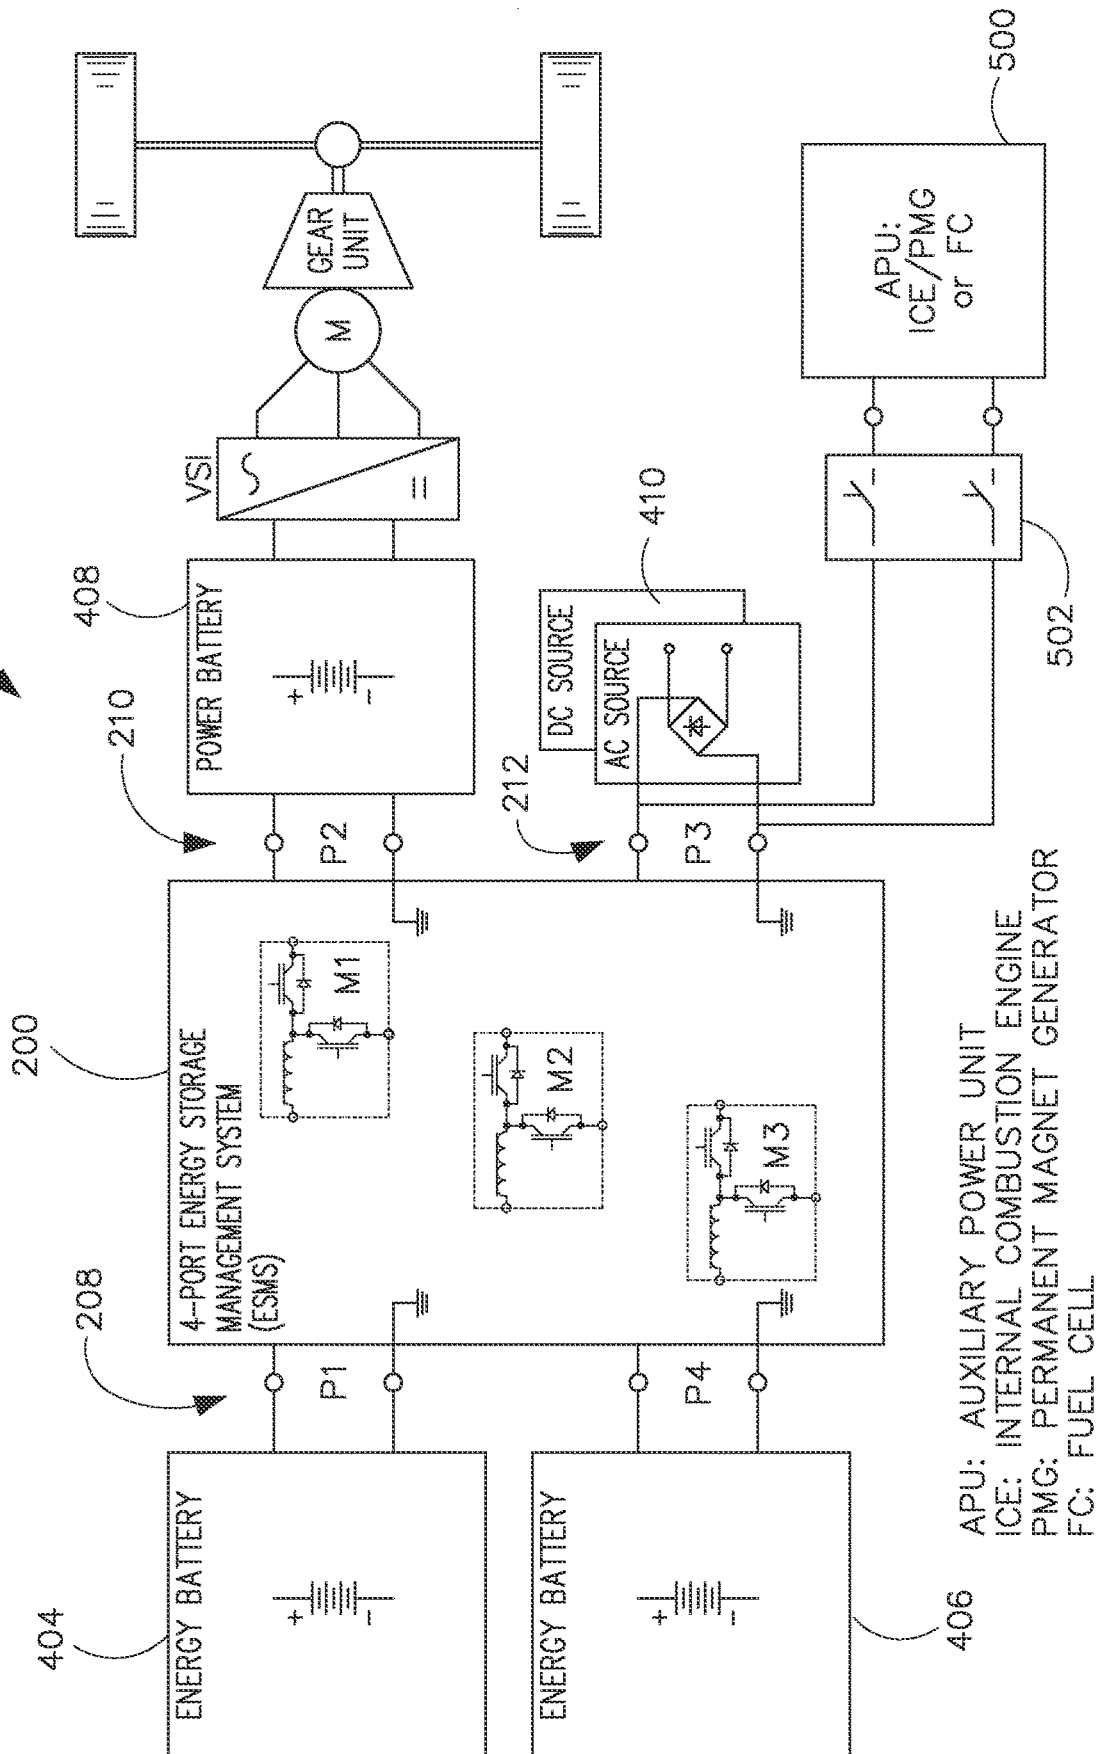 404
ENERGY BATTERY
+
-
208
P1
200
4-PORT ENERGY STORAGE
MANAGEMENT SYSTEM
(ESMS)
M1
M2
M3
210
P2
408
POWER BATTERY
+
-
VSI
M
GEAR
UNIT
ENERGY BATTERY
+
-
406
P4
212
P3
DC SOURCE
AC SOURCE
410
502
APU:
ICE/PMG
or FC
500
APU: AUXILIARY POWER UNIT
ICE: INTERNAL COMBUSTION ENGINE
PMG: PERMANENT MAGNET GENERATOR
FC: FUEL CELL